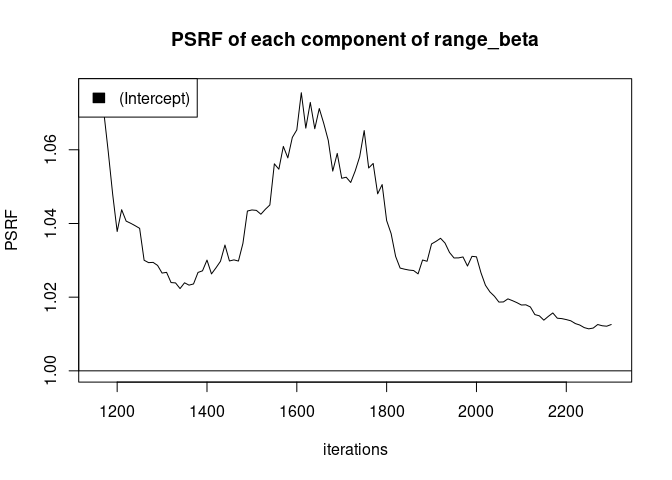 PSRF of each component of range_beta
(Intercept)
PSRF
1.06
1.04
1.02
1.00
1200 1400 1600 1800 2000 2200
iterations